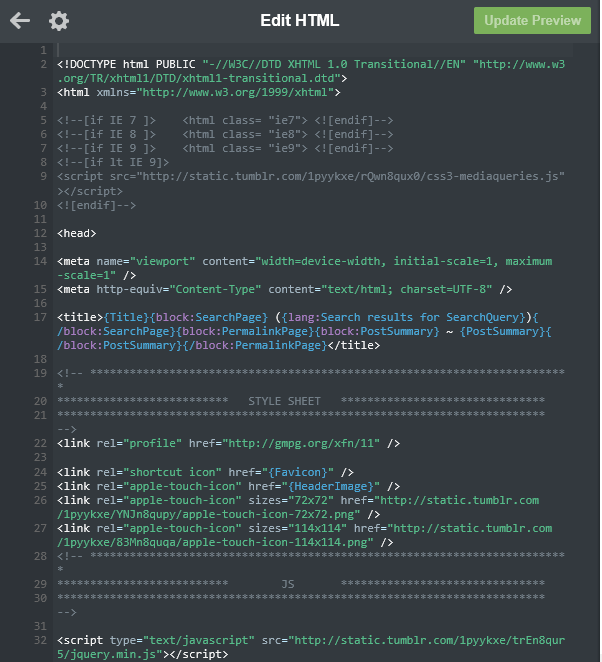 Edit HTML
Update Preview
1
2 <!DOCTYPE html PUBLIC "-//W3C//DTD XHTML 1.0 Transitional//EN" "http://www.w3
.org/TR/xhtml1/DTD/xhtml1-transitional.dtd">
3 <html xmlns="http://www.w3.org/1999/xhtml">
4
5 <!--[if IE 7 ]>    <html class= "ie7"> <![endif]-->
6 <!--[if IE 8 ]>    <html class= "ie8"> <![endif]-->
7 <!--[if IE 9 ]>    <html class= "ie9"> <![endif]-->
8 <!--[if lt IE 9]>
9 <script src="http://static.tumblr.com/1pyykxe/rQwn8qux0/css3-mediaqueries.js"
></script>
10 <![endif]-->
11
12 <head>
13
14 <meta name="viewport" content="width=device-width, initial-scale=1, maximum
-scale=1" />
15 <meta http-equiv="Content-Type" content="text/html; charset=UTF-8" />
16
17 <title>{Title}{block:SearchPage} ({lang:Search results for SearchQuery}){
/block:SearchPage}{block:PermalinkPage}{block:PostSummary} ~ {PostSummary}{
/block:PostSummary}{/block:PermalinkPage}</title>
18
19 <!-- ************************************************************************
*
20 **************************   STYLE SHEET   *******************************
21 **************************************************************************
-->
22 <link rel="profile" href="http://gmpg.org/xfn/11" />
23
24 <link rel="shortcut icon" href="{Favicon}" />
25 <link rel="apple-touch-icon" href="{HeaderImage}" />
26 <link rel="apple-touch-icon" sizes="72x72" href="http://static.tumblr.com
/1pyykxe/YNJn8qupy/apple-touch-icon-72x72.png" />
27 <link rel="apple-touch-icon" sizes="114x114" href="http://static.tumblr.com
/1pyykxe/83Mn8quqa/apple-touch-icon-114x114.png" />
28 <!-- ************************************************************************
*
29 **************************        JS       *******************************
30 **************************************************************************
-->
31
32 <script type="text/javascript" src="http://static.tumblr.com/1pyykxe/trEn8qur
5/jquery.min.js"></script>